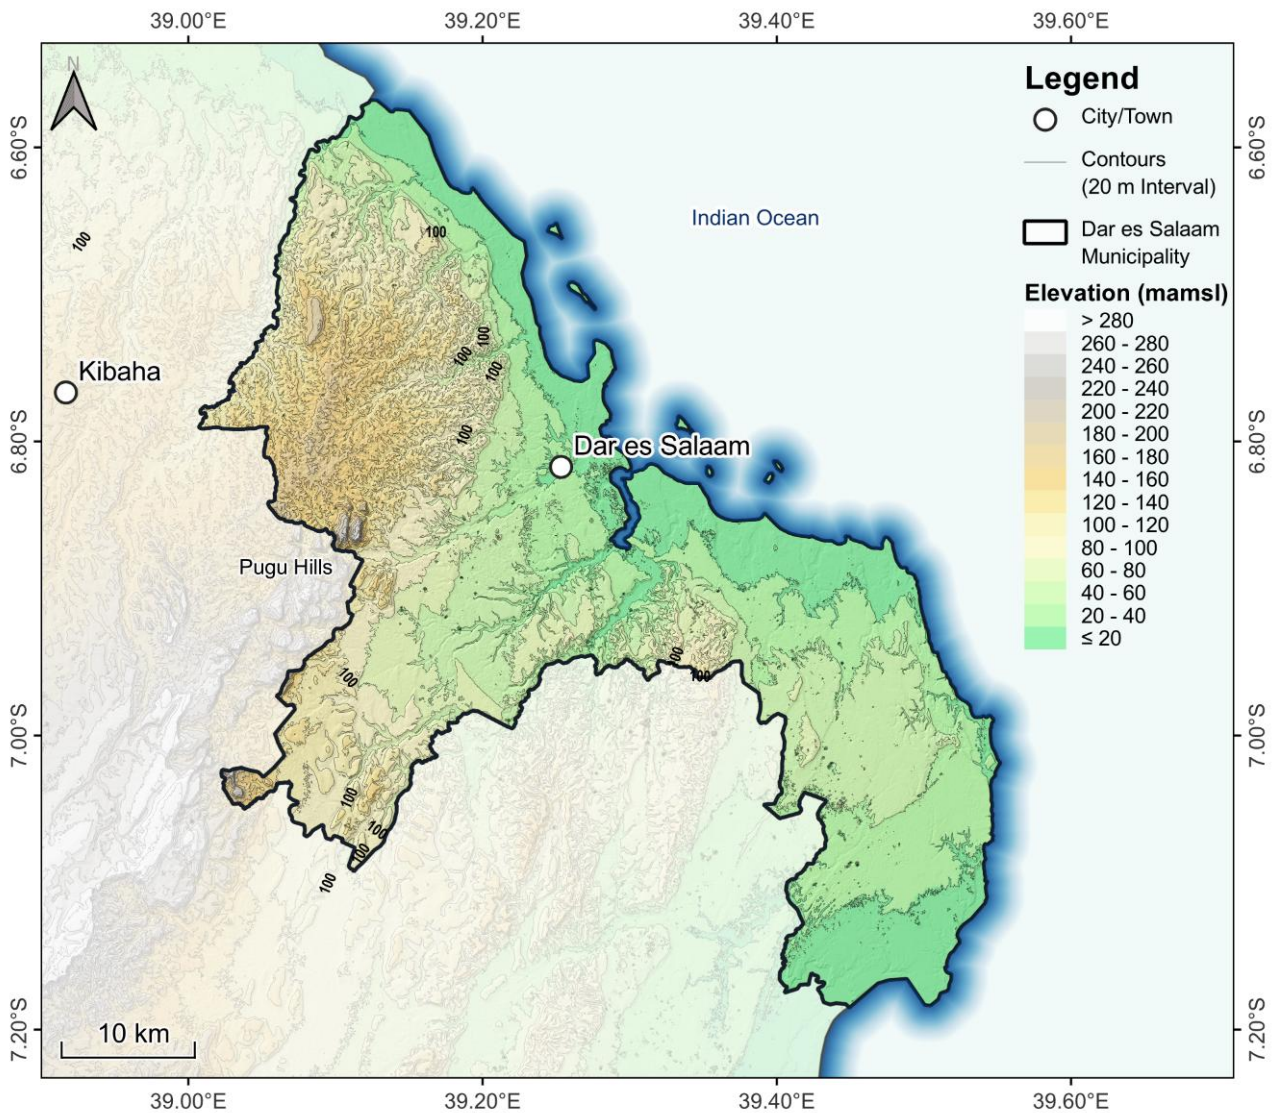 39.00°E
39.20°E
39.40°E
39.60°E
N
Legend
City/Town
Contours
(20 m Interval)
Dar es Salaam
Municipality
Elevation (mamsl)
> 280
260 - 280
240 - 260
220 - 240
200 - 220
180 - 200
160 - 180
140 - 160
120 - 140
100 - 120
80 - 100
60 - 80
40 - 60
20 - 40
≤ 20
6.60°S
6.60°S
Indian Ocean
100
100
100
100
100
Kibaha
100
6.80°S
6.80°S
Dar es Salaam
Pugu Hills
100
100
100
7.00°S
7.00°S
100
100
100
100
7.20°S
7.20°S
10 km
39.00°E
39.20°E
39.40°E
39.60°E